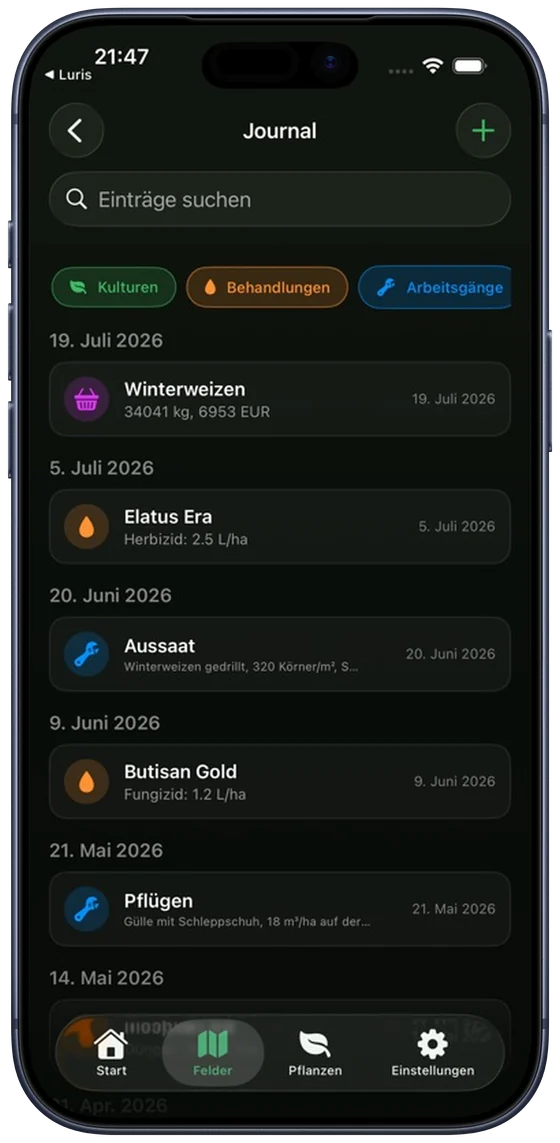 21:47
◀ Luris
Journal
Einträge suchen
Kulturen
Behandlungen
Arbeitsgänge
19. Juli 2026
Winterweizen
34041 kg, 6953 EUR
19. Juli 2026
5. Juli 2026
Elatus Era
Herbizid: 2.5 L/ha
5. Juli 2026
20. Juni 2026
Aussaat
Winterweizen gedrillt, 320 Körner/m², S...
20. Juni 2026
9. Juni 2026
Butisan Gold
Fungizid: 1.2 L/ha
9. Juni 2026
21. Mai 2026
Pflügen
Gülle mit Schleppschuh, 18 m³/ha auf der...
21. Mai 2026
14. Mai 2026
Start
Felder
Pflanzen
Einstellungen
21. Apr. 2026